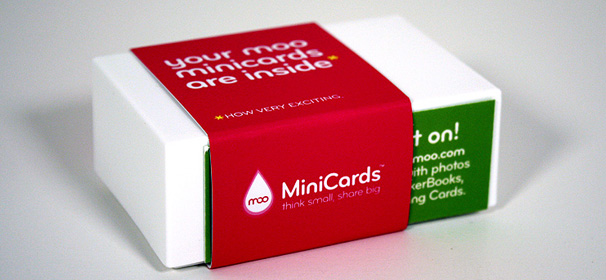 your moo
minicards
are inside*
*HOW VERY EXCITING.
moo
MiniCards™
think small, share big
t on!
moo.com
ith photos
kerBooks,
ng Cards.